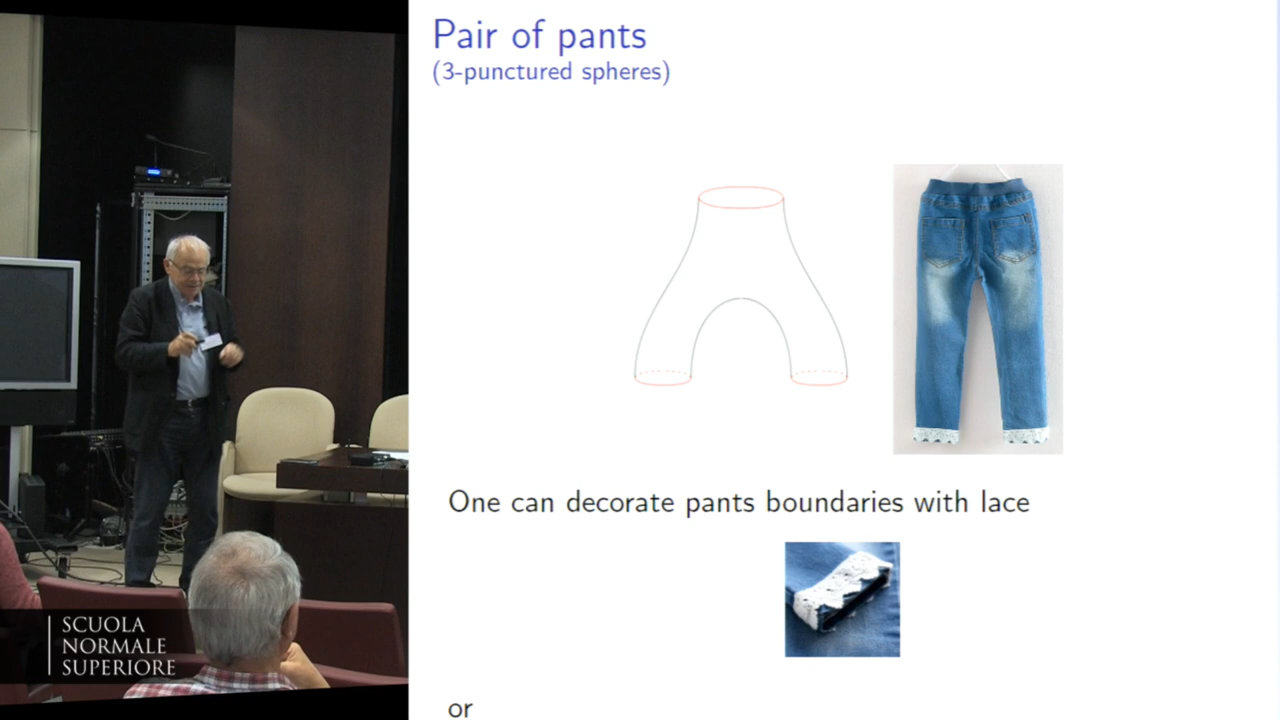 Pair of pants
(3-punctured spheres)
One can decorate pants boundaries with lace
or
SCUOLA
NORMALE
SUPERIORE